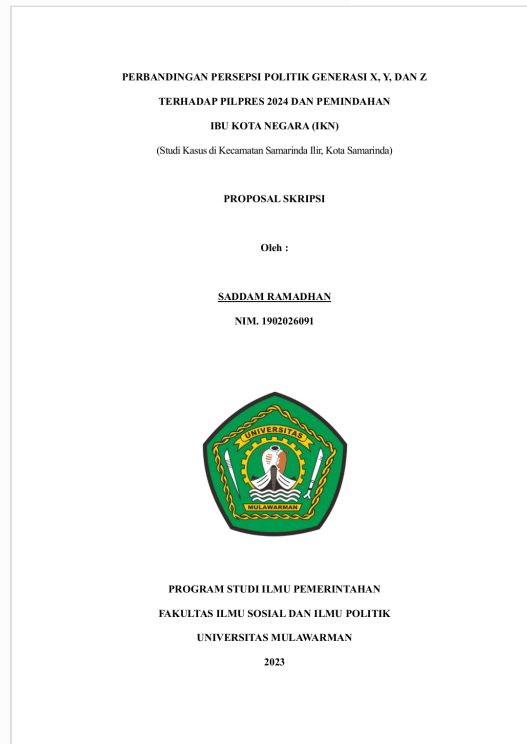 PERBANDINGAN PERSEPSI POLITIK GENERASI X, Y, DAN Z
TERHADAP PILPRES 2024 DAN PEMINDAHAN
IBU KOTA NEGARA (IKN)
(Studi Kasus di Kecamatan Samarinda Ilir, Kota Samarinda)
PROPOSAL SKRIPSI
Oleh :
SADDAM RAMADHAN
NIM. 1902026091
UNIVERSITAS
MULAWARMAN
PROGRAM STUDI ILMU PEMERINTAHAN
FAKULTAS ILMU SOSIAL DAN ILMU POLITIK
UNIVERSITAS MULAWARMAN
2023